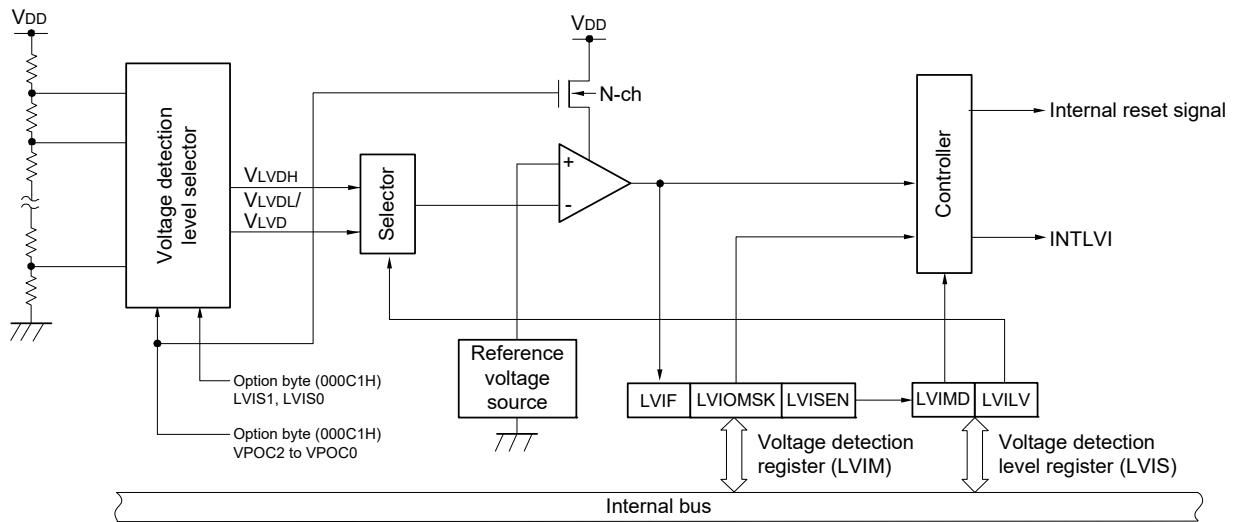 VDD
VDD
N-ch
Voltage detection
level selector
VLVDH
VLVDL/
VLVD
Selector
+
-
Controller
Internal reset signal
INTLVI
Reference
voltage
source
Option byte (000C1H)
LVIS1, LVIS0
Option byte (000C1H)
VPOC2 to VPOC0
LVIF
LVIOMSK
LVISEN
LVIMD
LVILV
Voltage detection
register (LVIM)
Voltage detection
level register (LVIS)
Internal bus